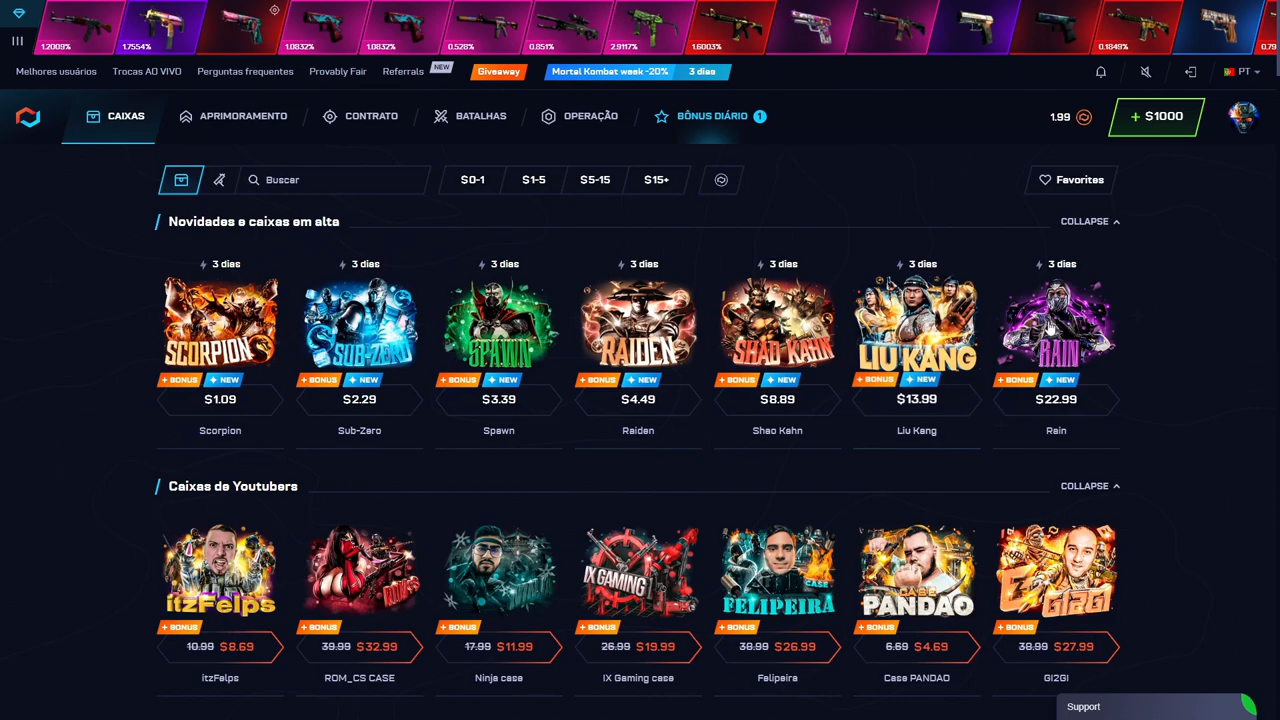 1.2009%
1.7554%
1.0832%
1.0832%
0.528%
0.851%
2.9117%
1.6003%
0.1849%
0.79
Melhores usuários
Trocas AO VIVO
Perguntas frequentes
Provably Fair
Referrals
NEW
Giveaway
Mortal Kombat week -20%
3 dias
PT
CAIXAS
APRIMORAMENTO
CONTRATO
BATALHAS
OPERAÇÃO
BÔNUS DIÁRIO 1
1.99
+ $1000
Buscar
$0-1
$1-5
$5-15
$15+
Favorites
Novidades e caixas em alta
COLLAPSE
3 dias
3 dias
3 dias
3 dias
3 dias
3 dias
3 dias
SCORPION
SUB-ZERO
SPAWN
RAIDEN
SHAO KAHN
LIU KANG
RAIN
+ BONUS NEW
+ BONUS NEW
+ BONUS NEW
+ BONUS NEW
+ BONUS NEW
+ BONUS NEW
+ BONUS NEW
$1.09
$2.29
$3.39
$4.49
$8.89
$13.99
$22.99
Scorpion
Sub-Zero
Spawn
Raiden
Shao Kahn
Liu Kang
Rain
Caixas de Youtubers
COLLAPSE
itzFelps
IX GAMING
CASE
FELIPEIRA
CASE
PANDAO
GI2GI
+ BONUS
+ BONUS
+ BONUS
+ BONUS
+ BONUS
+ BONUS
+ BONUS
10.99 $8.69
39.99 $32.99
17.99 $11.99
26.99 $19.99
38.99 $26.99
6.69 $4.69
38.99 $27.99
itzFelps
ROM_CS CASE
Ninja case
IX Gaming case
Felipeira
Case PANDAO
GI2GI
Support